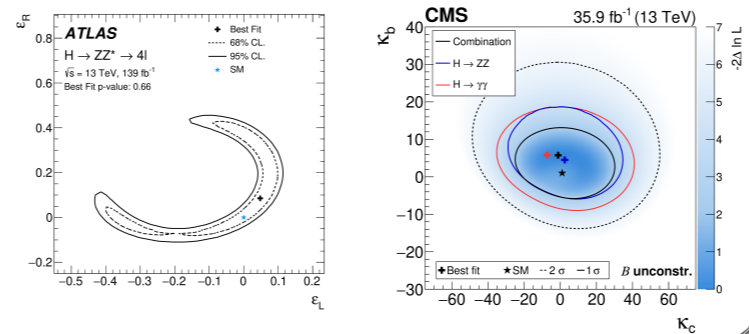 ε_R
0.8
0.6
0.4
0.2
0
-0.2
ATLAS
H → ZZ* → 4l
√s = 13 TeV, 139 fb⁻¹
Best Fit p-value: 0.66
Best Fit
68% CL.
95% CL.
SM
-0.5 -0.4 -0.3 -0.2 -0.1 0 0.1 0.2
ε_L
CMS 35.9 fb⁻¹ (13 TeV)
κ_b
40
30
20
10
0
-10
-20
-30
Combination
H → ZZ
H → γγ
Best fit SM 2 σ 1 σ
B unconstr.
-60 -40 -20 0 20 40 60
κ_c
7
6
5
4
3
2
1
0
-2Δ ln L